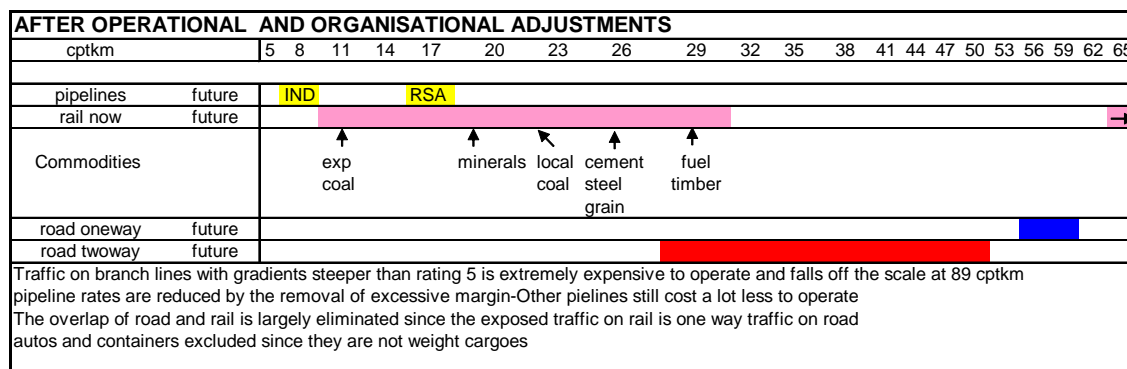 AFTER OPERATIONAL AND ORGANISATIONAL ADJUSTMENTS
cptkm 5 8 11 14 17 20 23 26 29 32 35 38 41 44 47 50 53 56 59 62 65
pipelines future IND RSA
rail now future
Commodities exp minerals local cement fuel
coal coal steel timber
grain
road oneway future
road twoway future
Traffic on branch lines with gradients steeper than rating 5 is extremely expensive to operate and falls off the scale at 89 cptkm
pipeline rates are reduced by the removal of excessive margin-Other pielines still cost a lot less to operate
The overlap of road and rail is largely eliminated since the exposed traffic on rail is one way traffic on road
autos and containers excluded since they are not weight cargoes